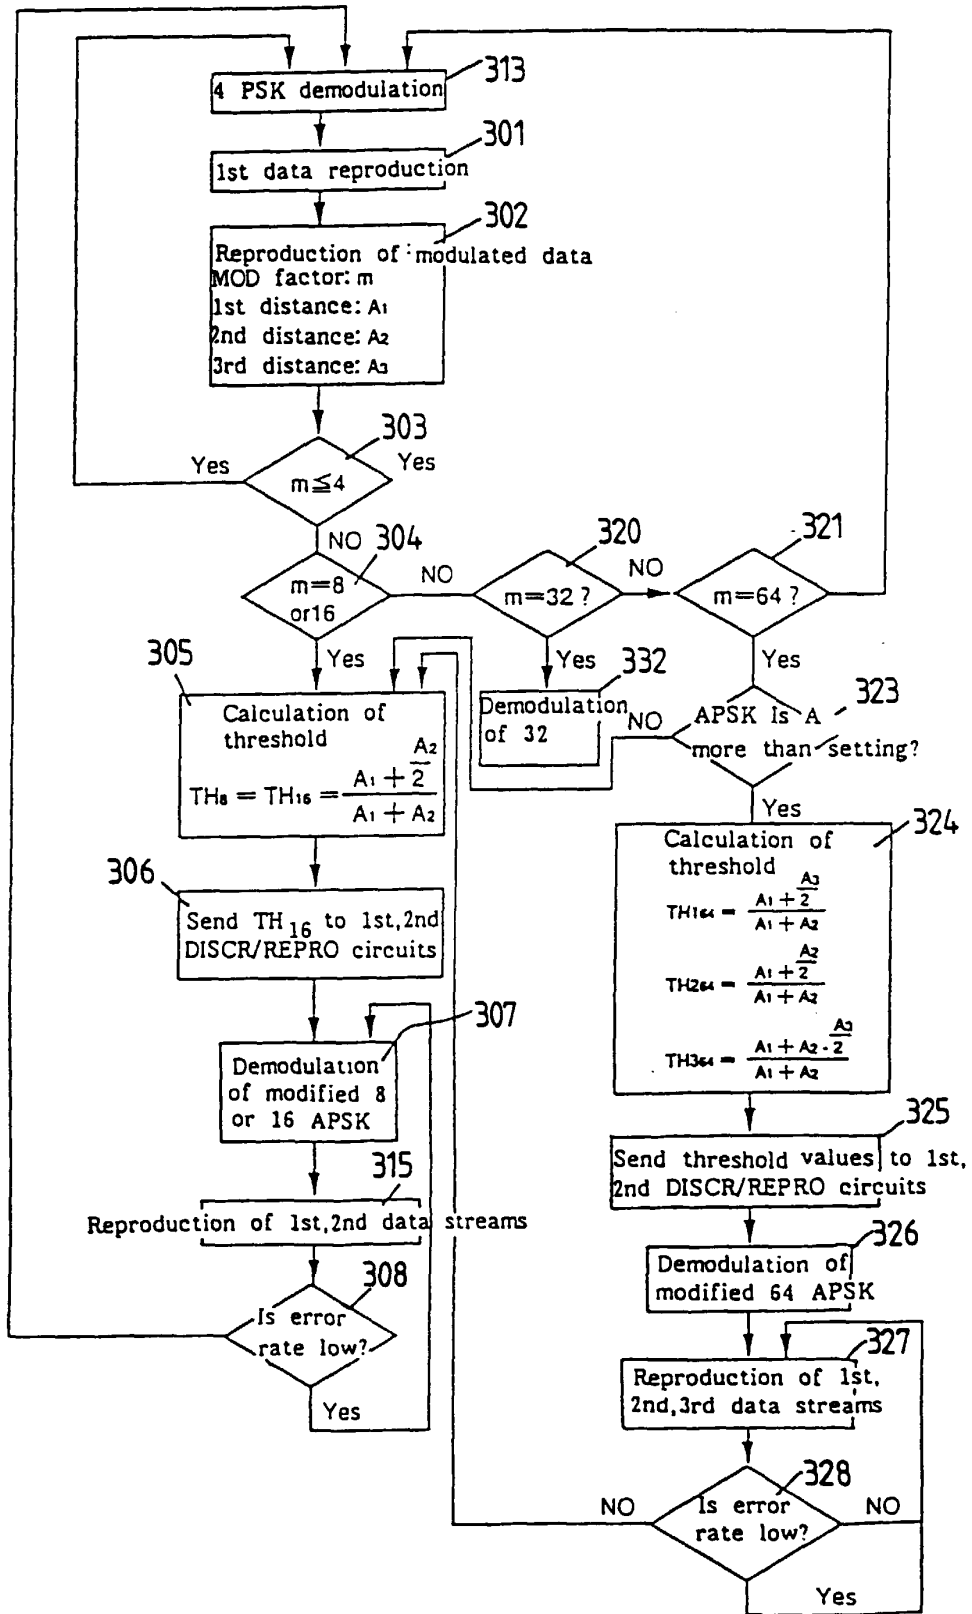 313
4 PSK demodulation
301
1st data reproduction
302
Reproduction of modulated data
MOD factor: m
1st distance: A1
2nd distance: A2
3rd distance: A3
303
Yes
Yes
m≦4
NO
304
m=8
or16
NO
320
m=32 ?
NO
321
m=64 ?
Yes
Yes
Yes
305
Calculation of
threshold
TH8 = TH16 = (A1 + A2/2)/(A1 + A2)
332
Demodulation
of 32
323
NO
APSK Is A
more than setting?
Yes
324
Calculation of
threshold
TH164 = (A1 + A3/2)/(A1 + A2)
TH264 = (A1 + A2/2)/(A1 + A2)
TH364 = (A1 + A2 - A3/2)/(A1 + A2)
306
Send TH16 to 1st,2nd
DISCR/REPRO circuits
307
Demodulation
of modified 8
or 16 APSK
325
Send threshold values to 1st,
2nd DISCR/REPRO circuits
315
Reproduction of 1st,2nd data streams
326
Demodulation of
modified 64 APSK
308
Is error
rate low?
Yes
327
Reproduction of 1st,
2nd,3rd data streams
328
NO
Is error
rate low?
NO
Yes